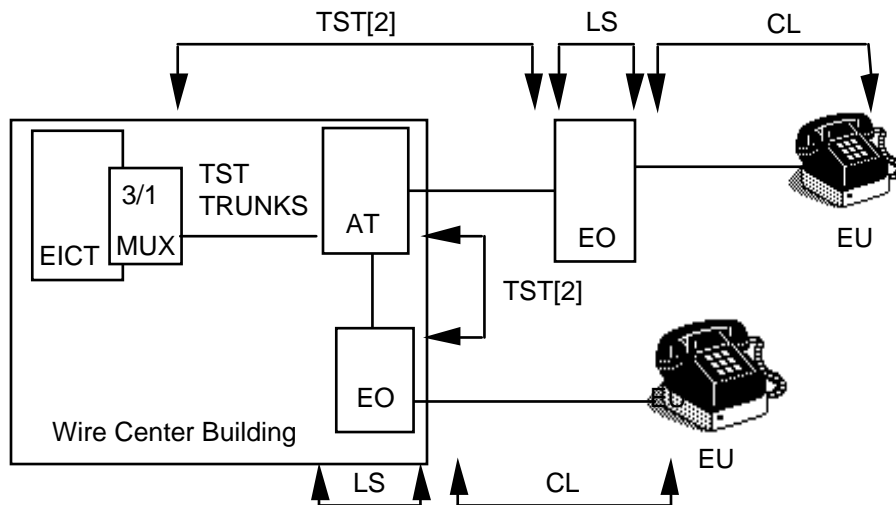 TST[2]
LS
CL
TST
TRUNKS
3/1
MUX
EICT
AT
EO
EU
TST[2]
EO
Wire Center Building
EU
LS
CL